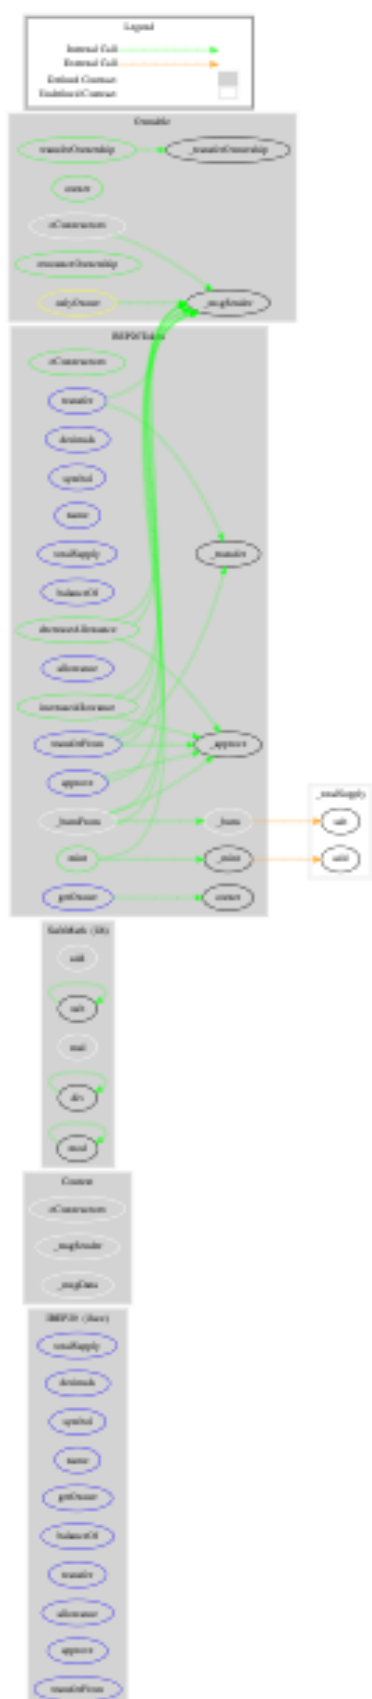 Legend
Internal Call
External Call
Defined Contract
Undefined Contract
Ownable
transferOwnership
_transferOwnership
owner
<Constructor>
renounceOwnership
onlyOwner
_msgSender
BEP20Token
<Constructor>
transfer
decimals
symbol
name
_transfer
totalSupply
balanceOf
decreaseAllowance
allowance
increaseAllowance
transferFrom
_approve
approve
_totalSupply
_burnFrom
_burn
sub
mint
_mint
add
getOwner
owner
SafeMath (lib)
add
sub
mul
div
mod
Context
<Constructor>
_msgSender
_msgData
IBEP20 (iface)
totalSupply
decimals
symbol
name
getOwner
balanceOf
transfer
allowance
approve
transferFrom